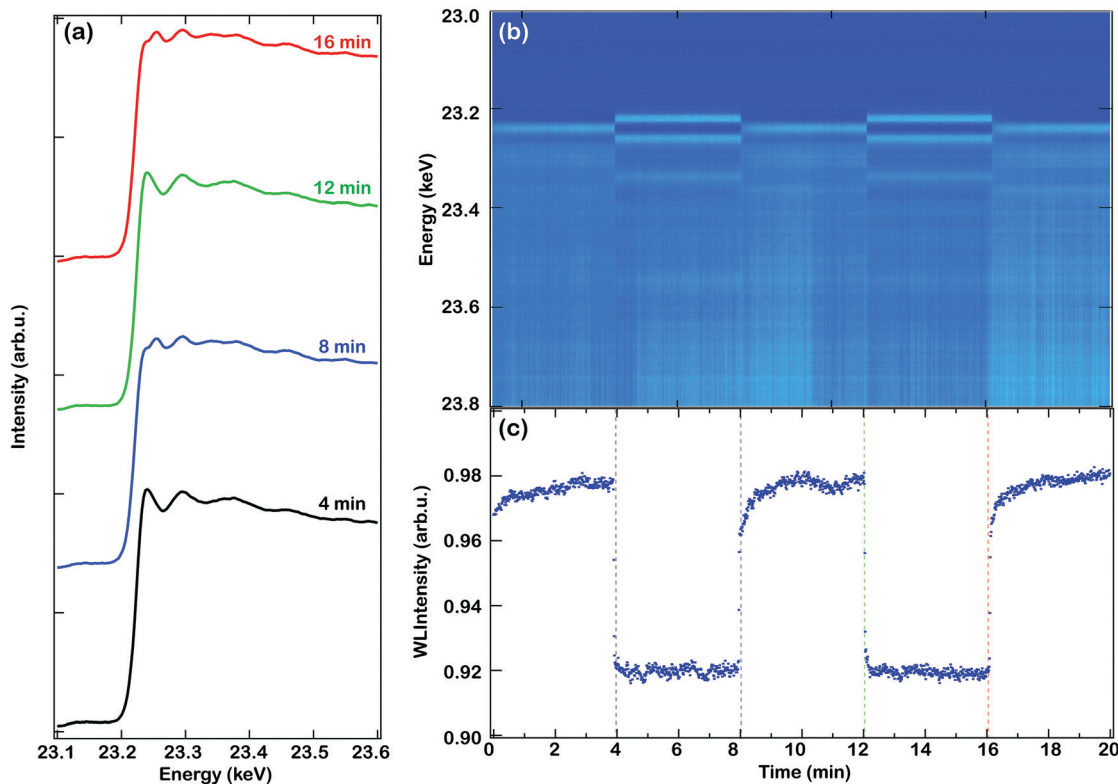 (a)
16 min
12 min
8 min
4 min
Intensity (arb.u.)
23.1 23.2 23.3 23.4 23.5 23.6
Energy (keV)
(b)
23.0
23.2
23.4
23.6
23.8
Energy (keV)
(c)
0.98
0.96
0.94
0.92
0.90
WLIntensity (arb.u.)
0 2 4 6 8 10 12 14 16 18 20
Time (min)